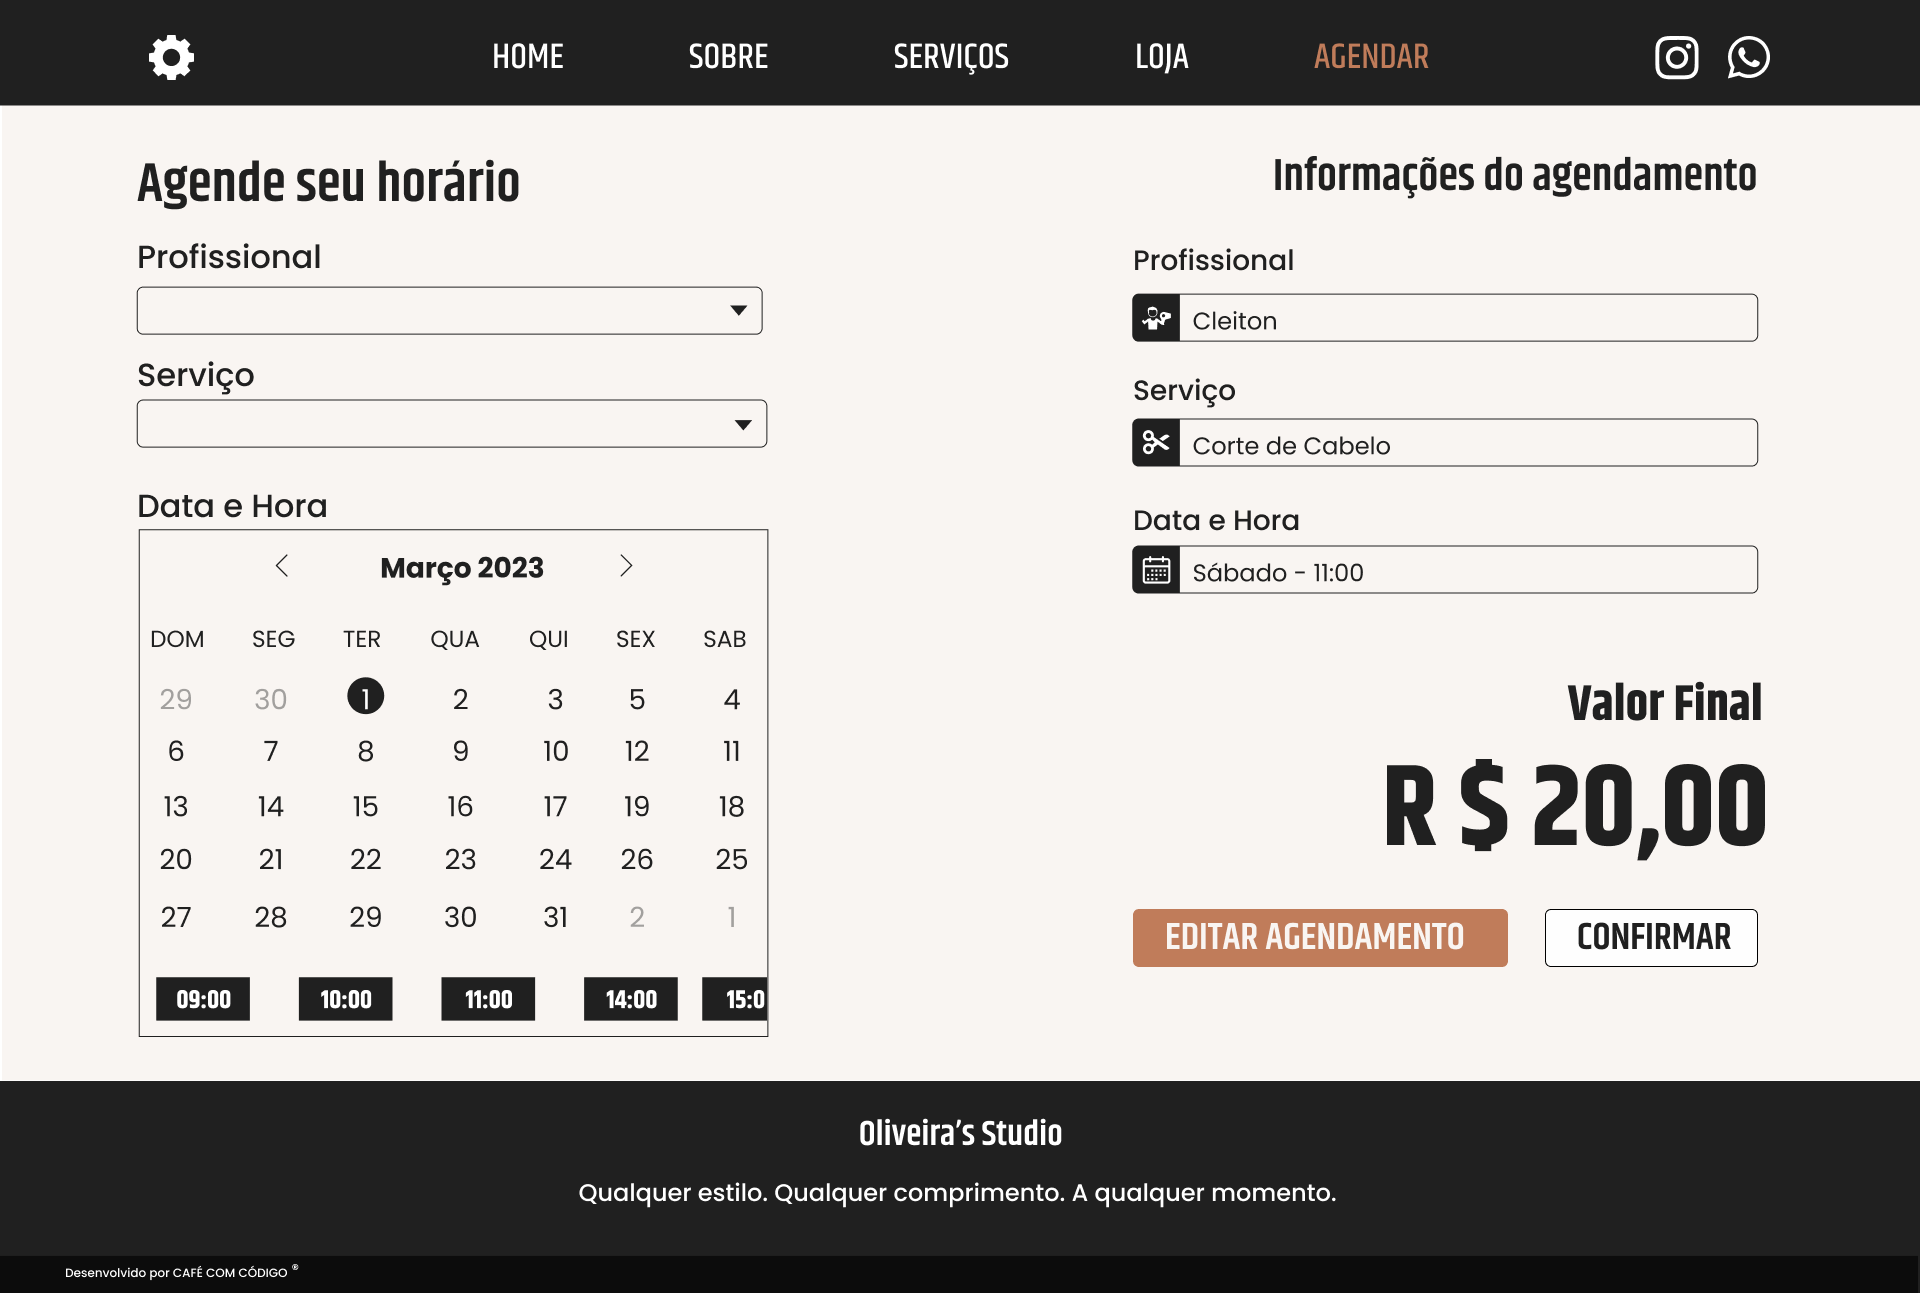 HOME SOBRE SERVIÇOS LOJA AGENDAR
Agende seu horário
Profissional
Serviço
Data e Hora
Março 2023
DOM SEG TER QUA QUI SEX SAB
29 30 1 2 3 5 4
6 7 8 9 10 12 11
13 14 15 16 17 19 18
20 21 22 23 24 26 25
27 28 29 30 31 2 1
09:00 10:00 11:00 14:00 15:0
Informações do agendamento
Profissional
Cleiton
Serviço
Corte de Cabelo
Data e Hora
Sábado - 11:00
Valor Final
R $ 20,00
EDITAR AGENDAMENTO CONFIRMAR
Oliveira’s Studio
Qualquer estilo. Qualquer comprimento. A qualquer momento.
Desenvolvido por CAFÉ COM CÓDIGO ®